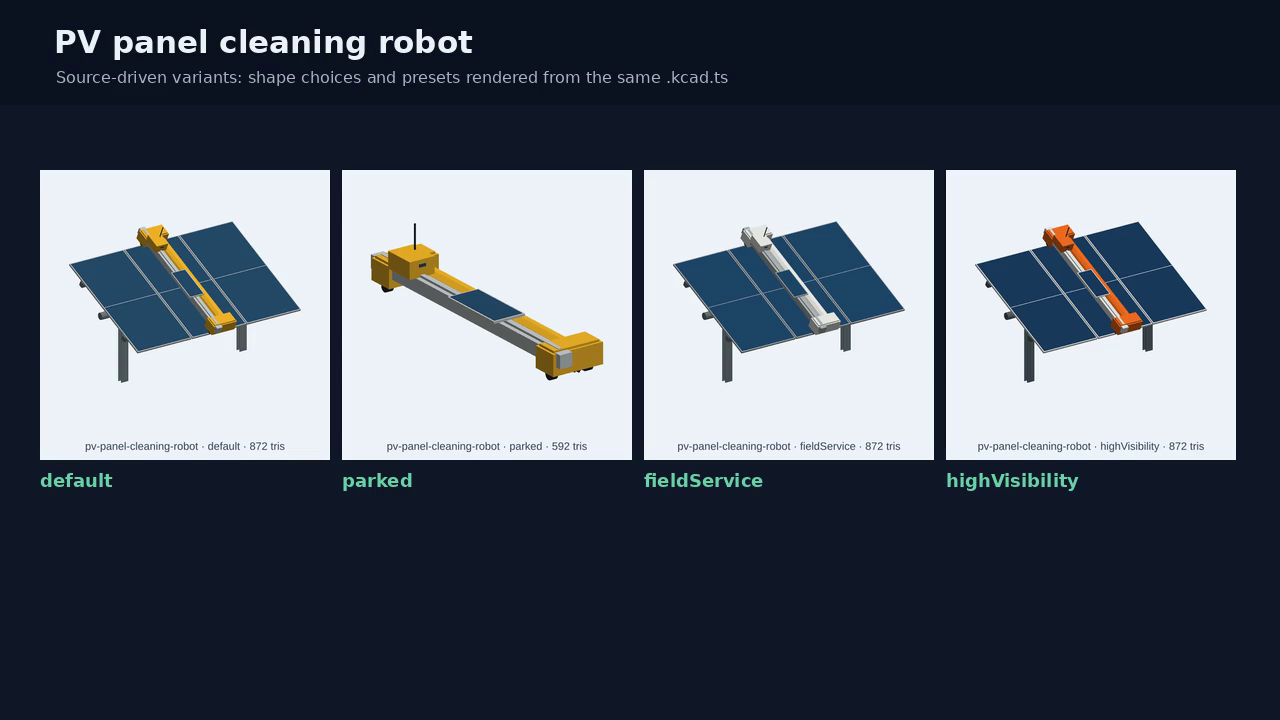 PV panel cleaning robot
Source-driven variants: shape choices and presets rendered from the same .kcad.ts
pv-panel-cleaning-robot · default · 872 tris
pv-panel-cleaning-robot · parked · 592 tris
pv-panel-cleaning-robot · fieldService · 872 tris
pv-panel-cleaning-robot · highVisibility · 872 tris
default
parked
fieldService
highVisibility